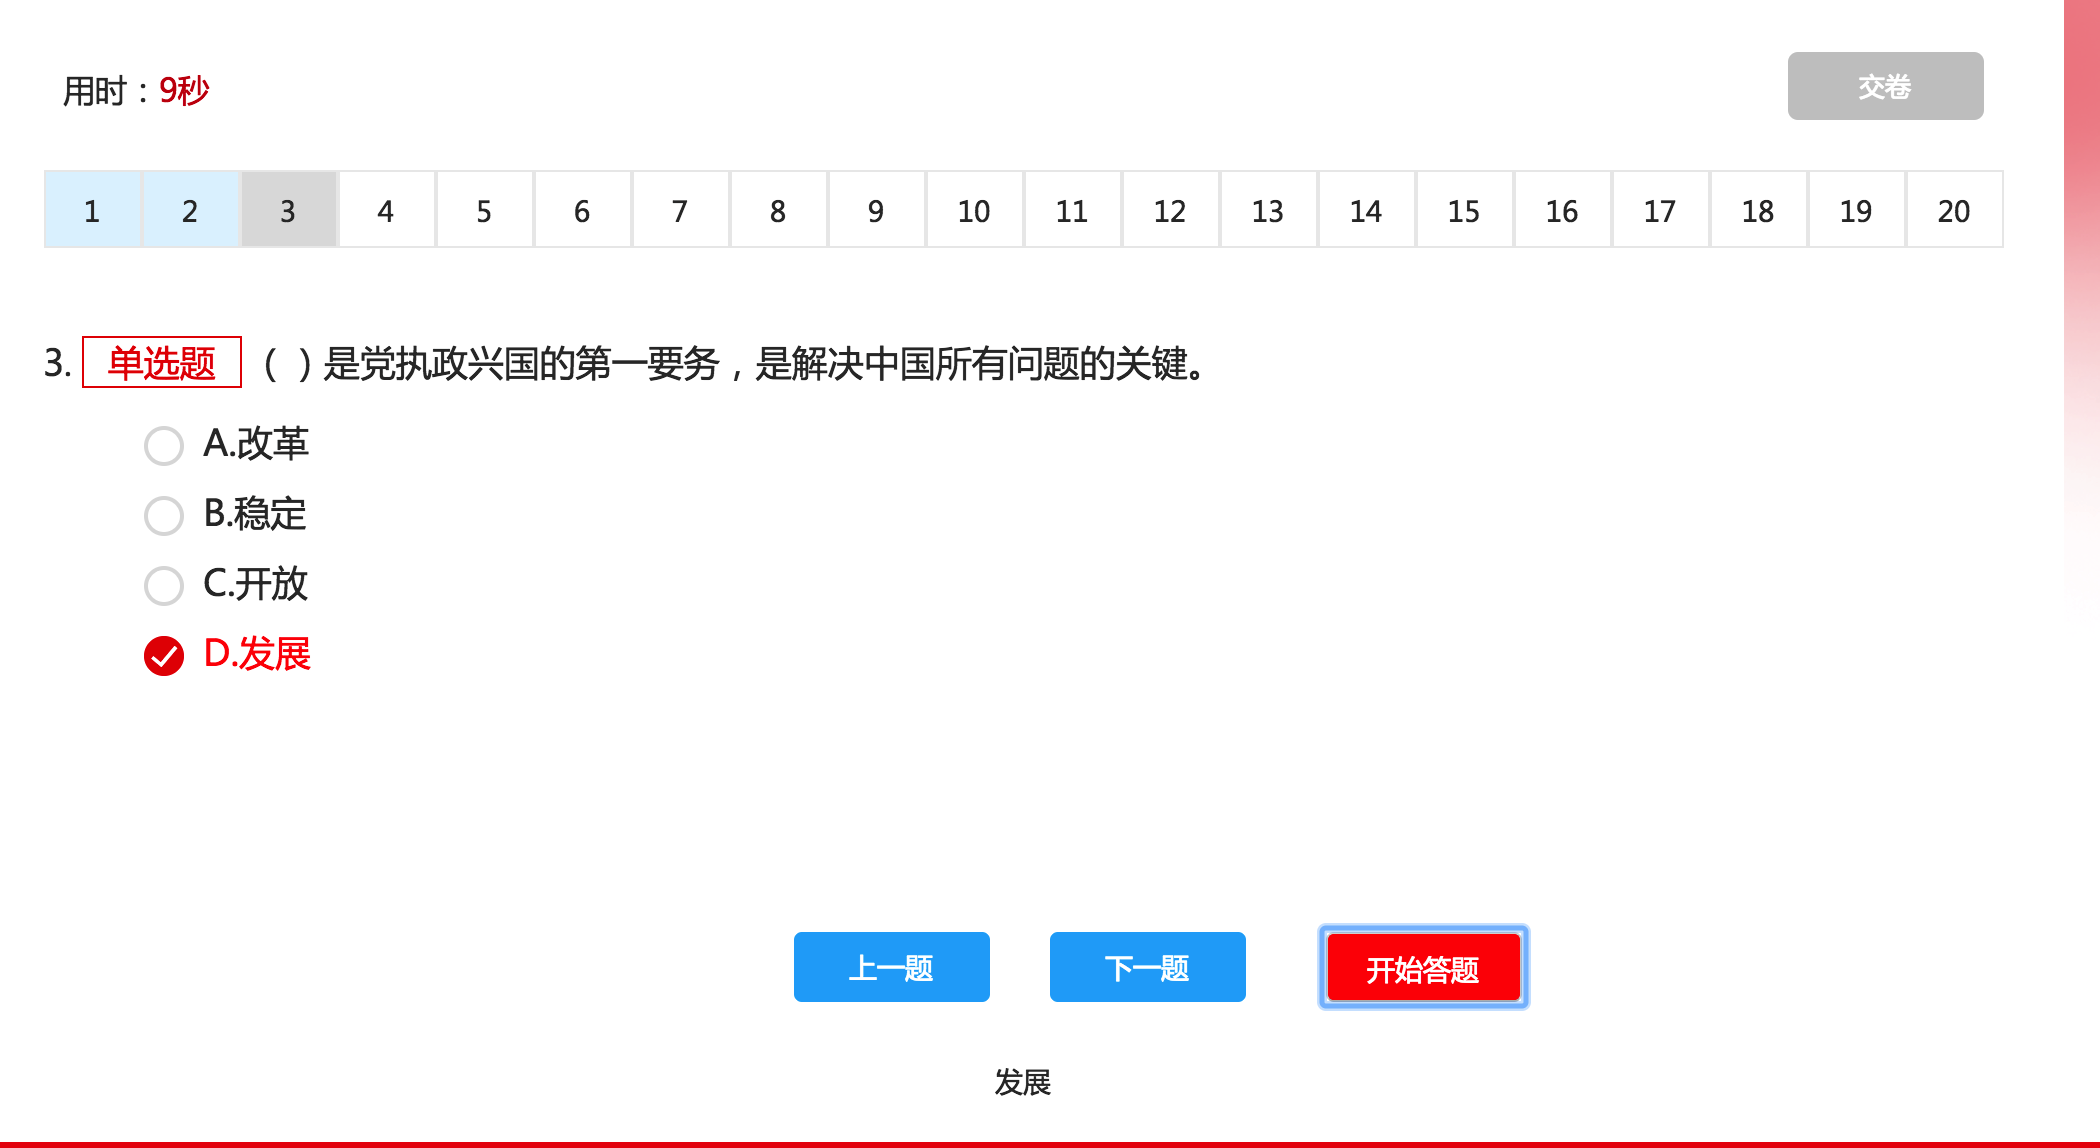 用时：9秒
交卷
1 2 3 4 5 6 7 8 9 10 11 12 13 14 15 16 17 18 19 20
3. 单选题 （ ）是党执政兴国的第一要务，是解决中国所有问题的关键。
A.改革
B.稳定
C.开放
D.发展
上一题 下一题 开始答题
发展